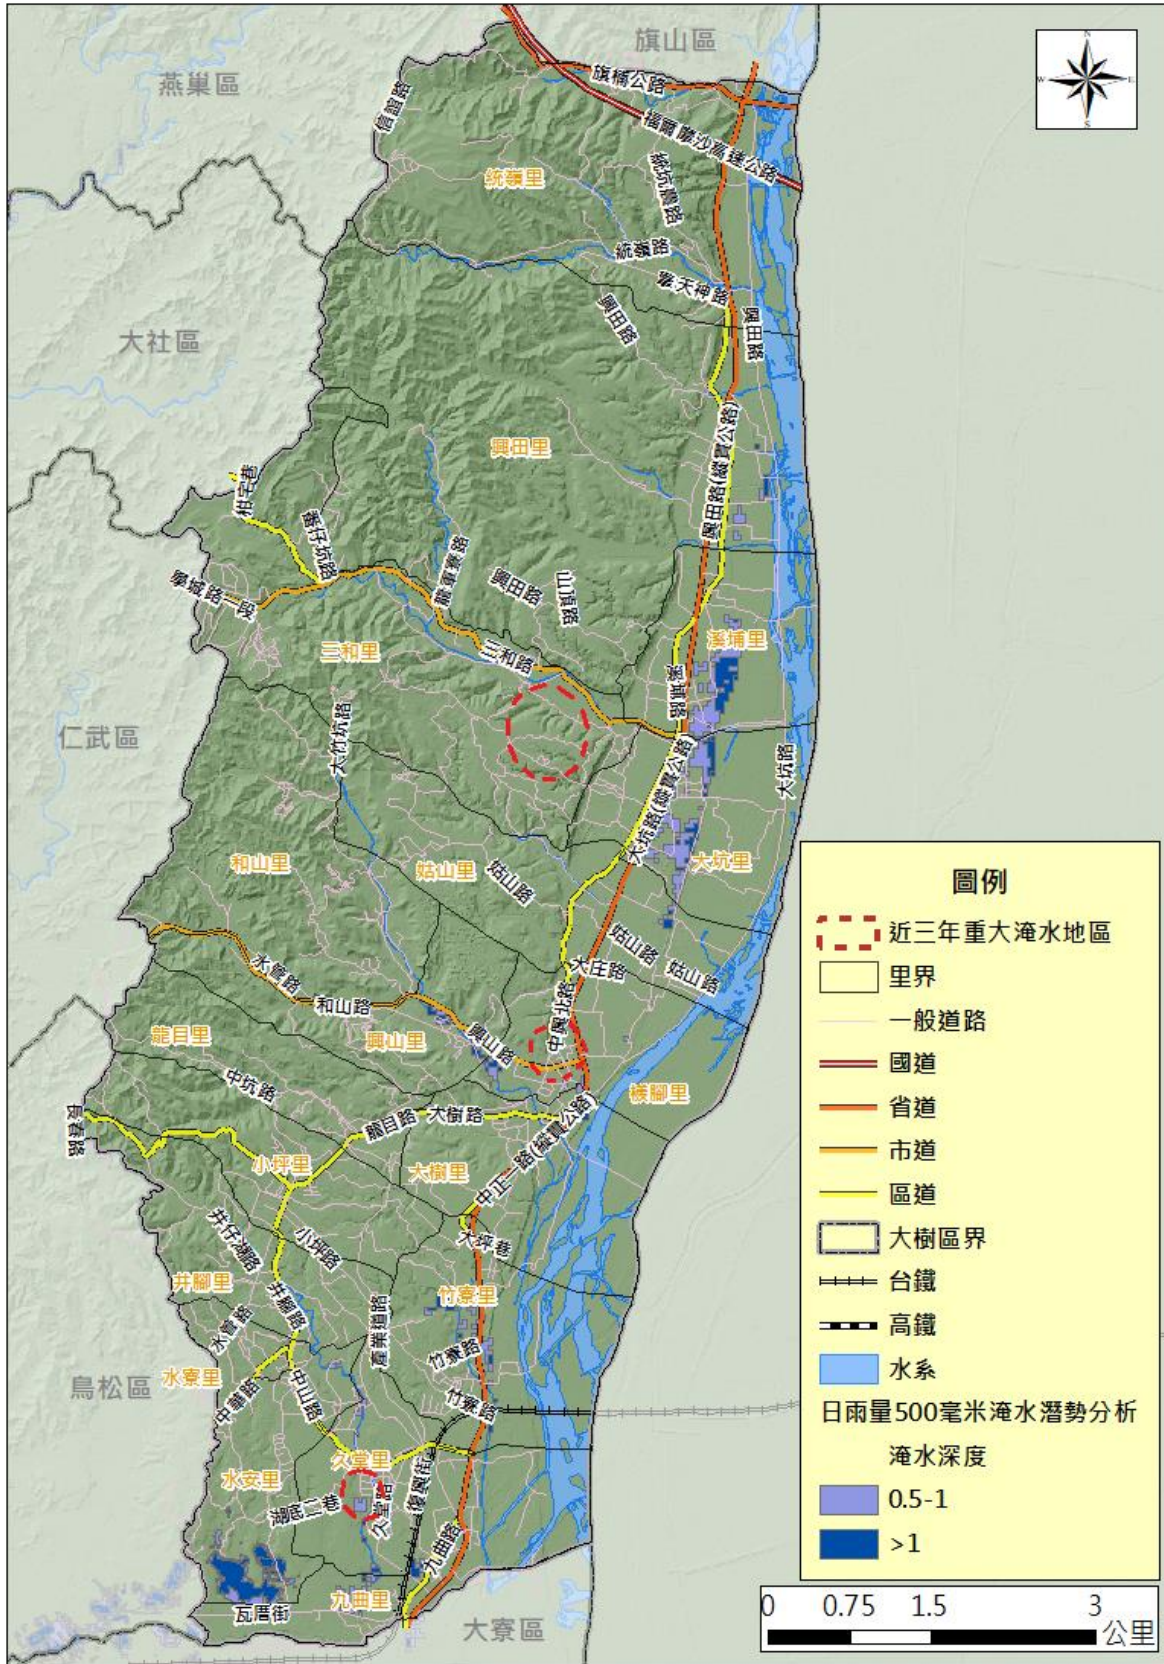 旗山區
燕巢區
N
W
E
S
旗楠公路
信誼路
福爾摩沙高速公路
統坑農路
統嶺里
統嶺路
興田路
興田路
大社區
興田里
興田路(縱貫公路)
柑宅巷
番仔坑路
龍重寮路
興田路
山頂路
學城路一段
三和里
三和路
溪埔里
溪埔路
仁武區
大竹坑路
大坑路(縱貫公路)
大坑路
和山里
姑山里
大坑里
姑山路
姑山路
姑山路
大庄路
水管路
和山路
中興北路
龍目里
興山里
興山路
中坑路
檨腳里
長春路
龍目路
大樹路
小坪里
大樹里
中正一路(縱貫公路)
井仔湖路
小坪路
大坪巷
井腳里
井腳路
竹寮里
水管路
產業道路
竹寮路
水寮里
鳥松區
中華路
中山路
竹寮路
久堂里
水安里
湖底二巷
久堂路
復興街
九曲路
瓦厝街
九曲里
大寮區
圖例
近三年重大淹水地區
里界
一般道路
國道
省道
市道
區道
大樹區界
台鐵
高鐵
水系
日雨量500毫米淹水潛勢分析
淹水深度
0.5-1
>1
0 0.75 1.5 3
公里